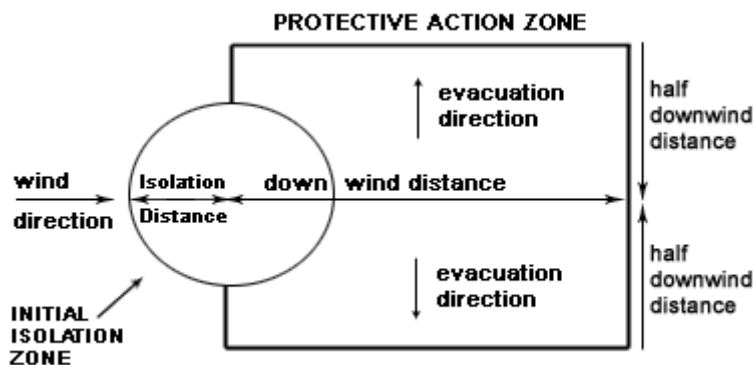 PROTECTIVE ACTION ZONE
evacuation
direction
half
downwind
distance
wind
direction
Isolation
Distance
down wind distance
evacuation
direction
half
downwind
distance
INITIAL
ISOLATION
ZONE